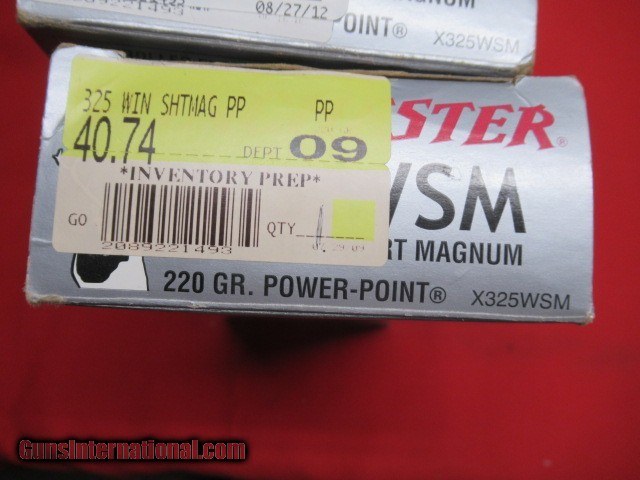 08/27/12
MAGNUM
-POINT® X325WSM
325 WIN SHTMAG PP PP
40.74 DEPT 09
STER
*INVENTORY PREP*
GO QTY
2089221493
WSM
RT MAGNUM
220 GR. POWER-POINT® X325WSM
GunsInternational.com